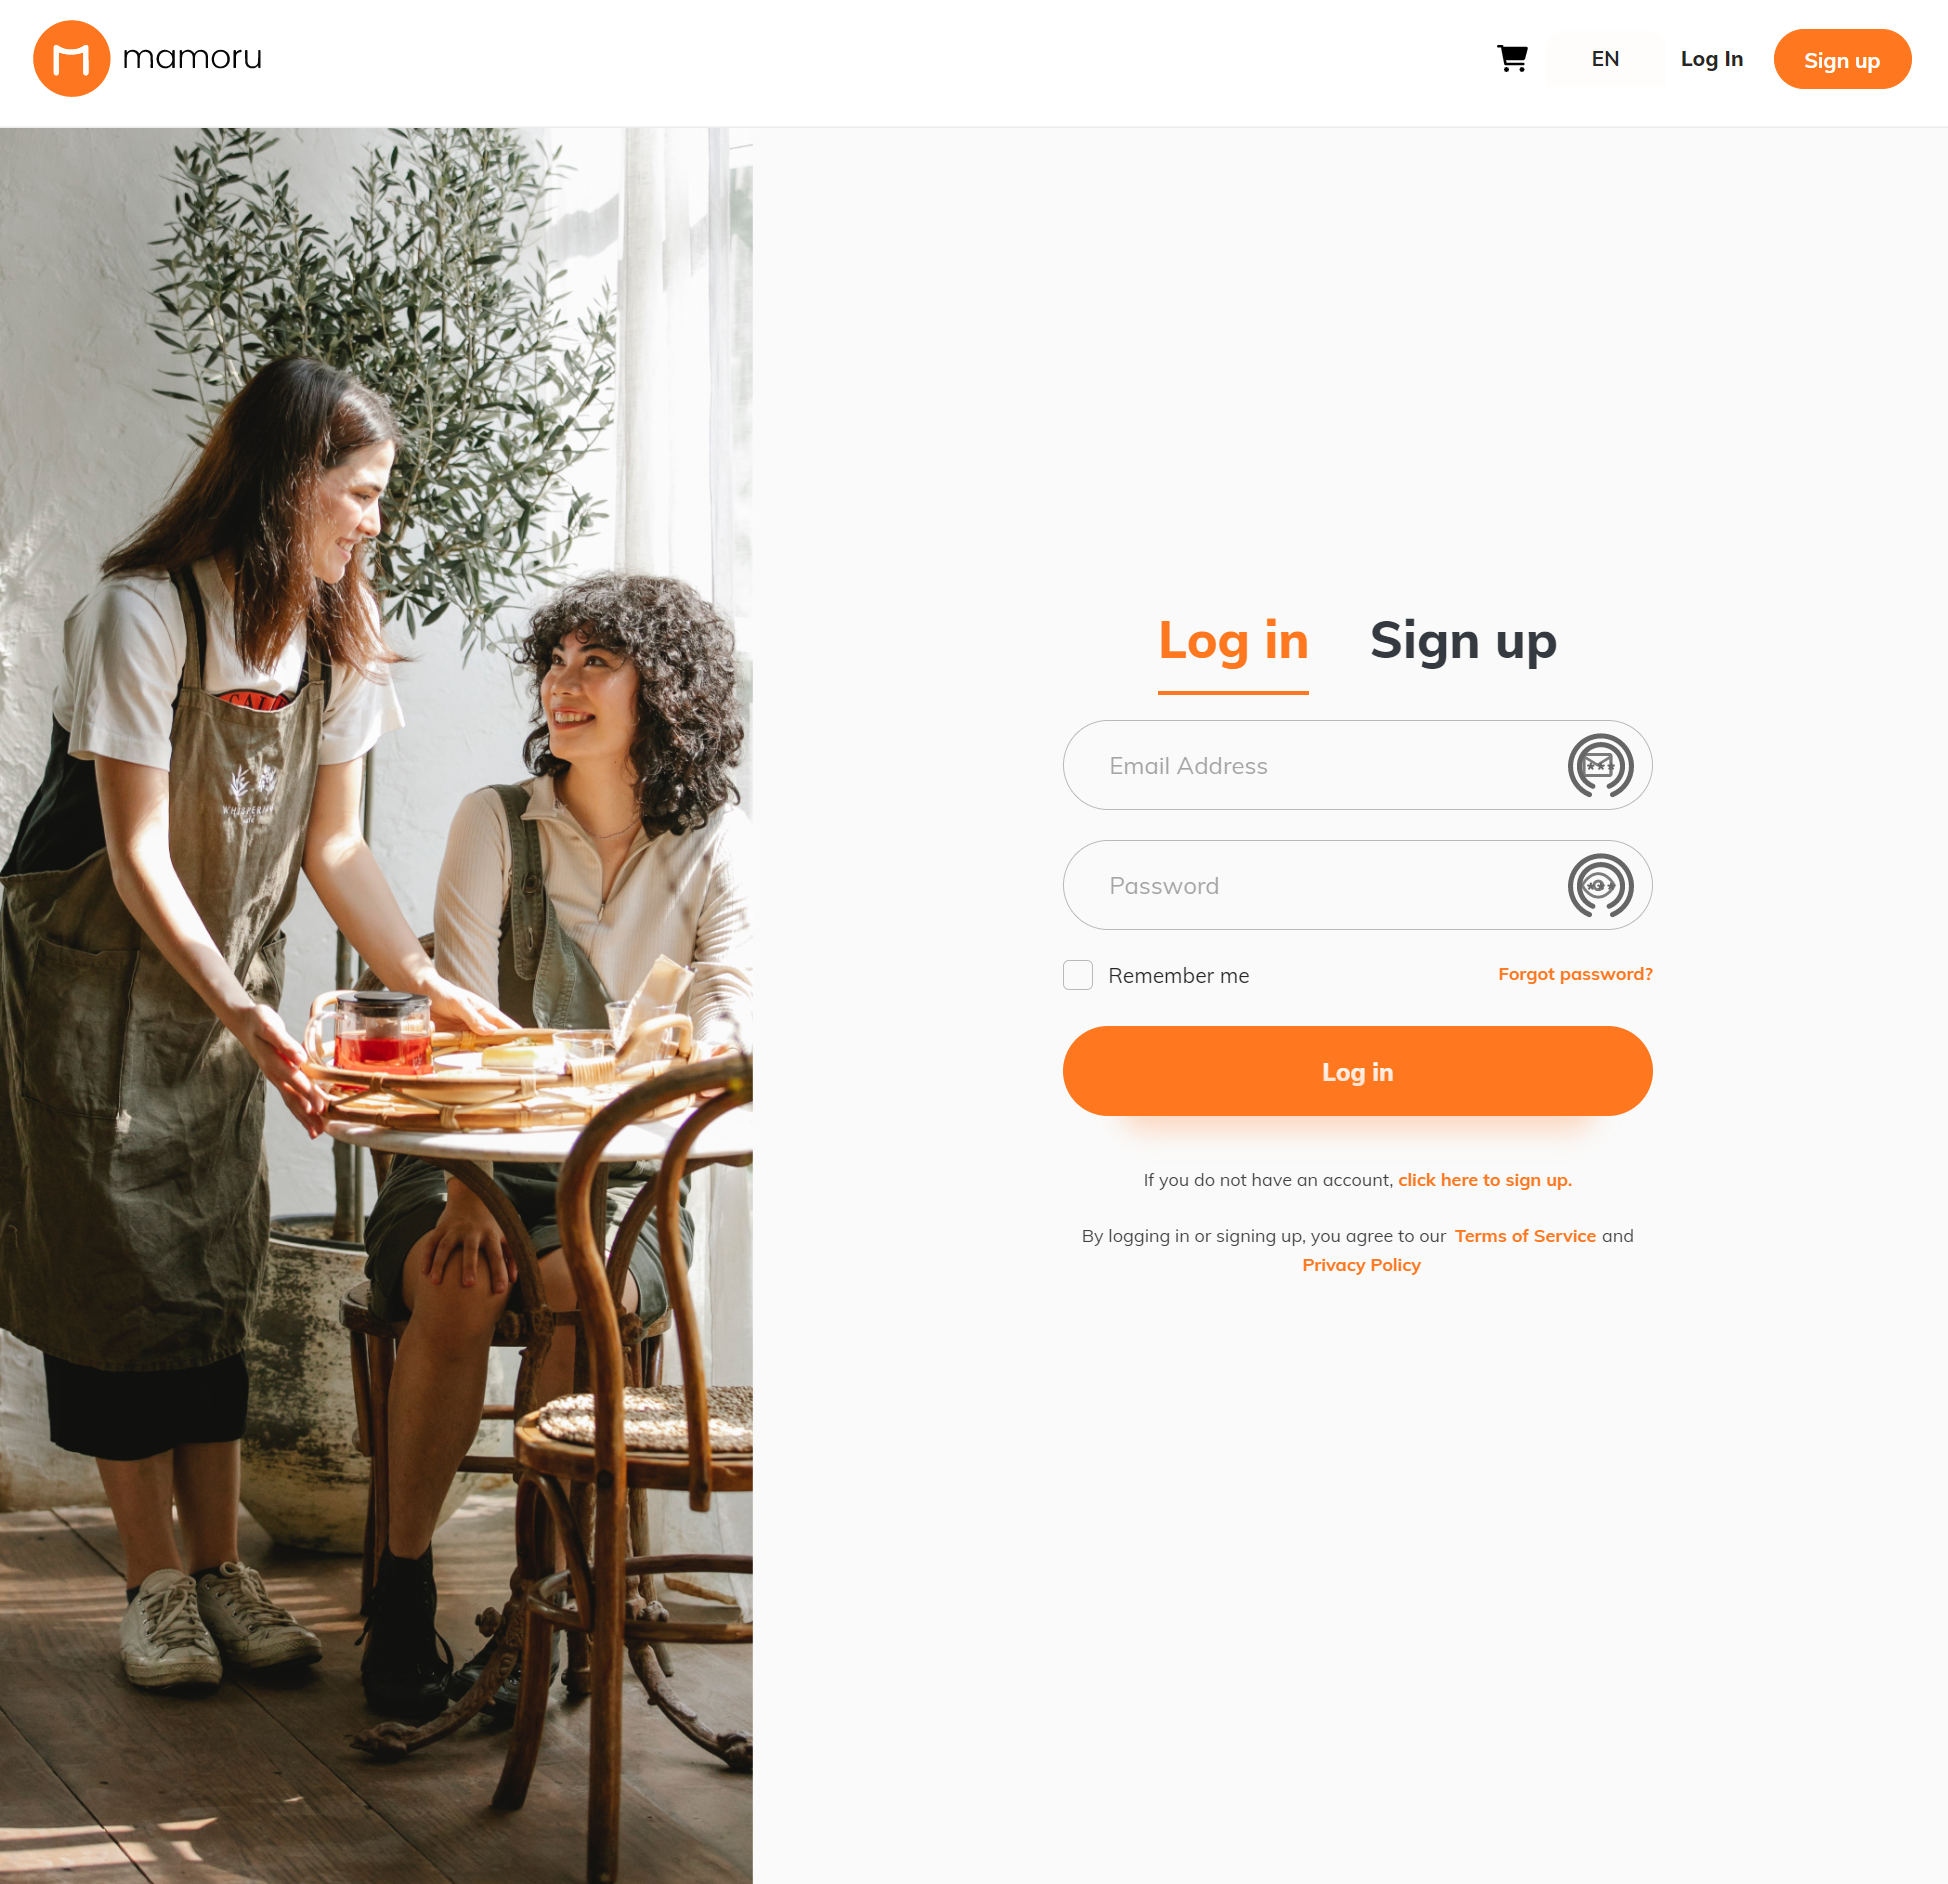 mamoru
EN
Log In
Sign up
Log in
Sign up
Email Address
Password
Remember me
Forgot password?
Log in
If you do not have an account, click here to sign up.
By logging in or signing up, you agree to our Terms of Service and
Privacy Policy